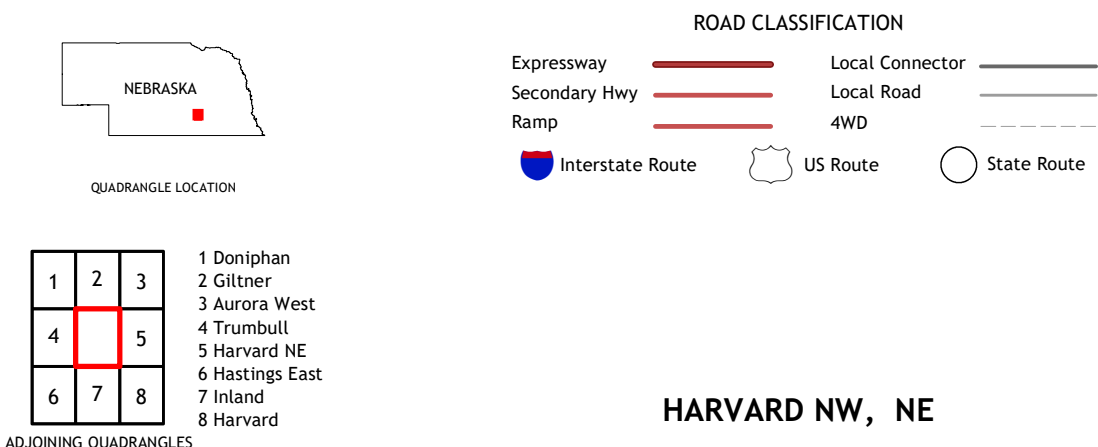 NEBRASKA
QUADRANGLE LOCATION
ROAD CLASSIFICATION
Expressway
Secondary Hwy
Ramp
Local Connector
Local Road
4WD
Interstate Route
US Route
State Route
1 2 3
4 5
6 7 8
1 Doniphan
2 Giltner
3 Aurora West
4 Trumbull
5 Harvard NE
6 Hastings East
7 Inland
8 Harvard
ADJOINING QUADRANGLES
HARVARD NW, NE